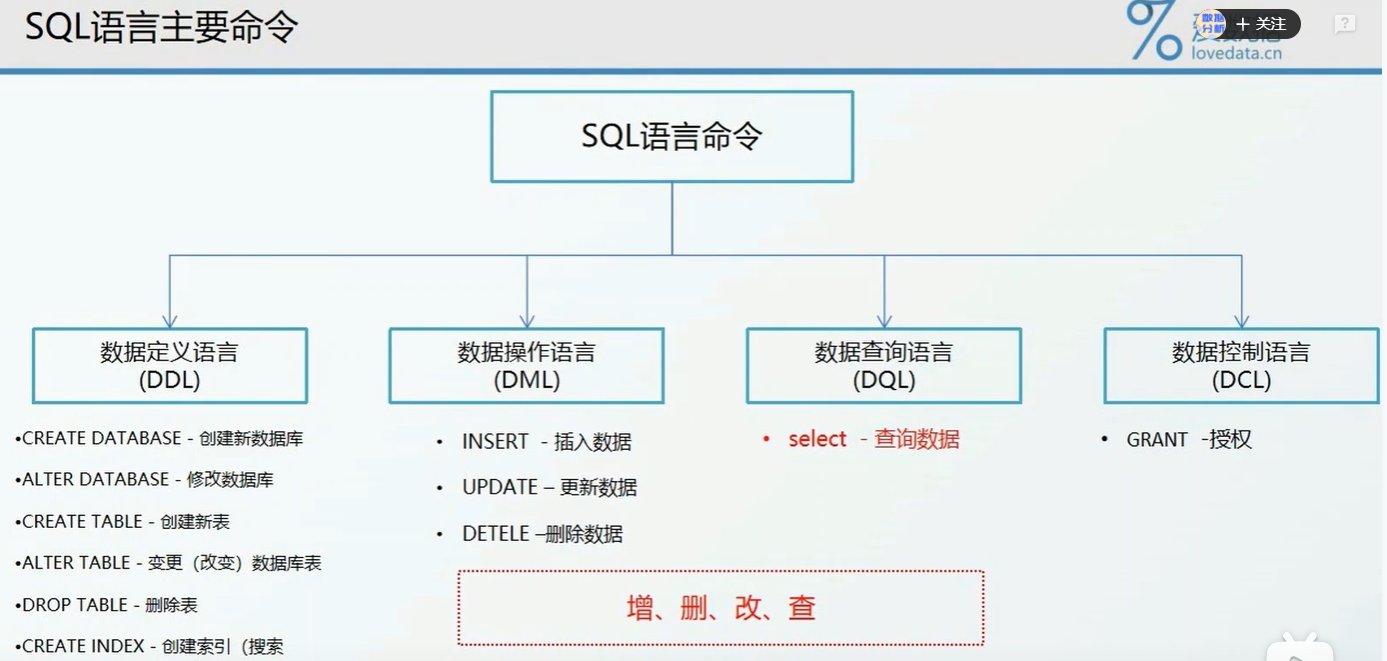 SQL语言主要命令
数据
分析
+ 关注
?
lovedata.cn
SQL语言命令
数据定义语言
(DDL)
•CREATE DATABASE - 创建新数据库
•ALTER DATABASE - 修改数据库
•CREATE TABLE - 创建新表
•ALTER TABLE - 变更（改变）数据库表
•DROP TABLE - 删除表
•CREATE INDEX - 创建索引（搜索
数据操作语言
(DML)
• INSERT - 插入数据
• UPDATE – 更新数据
• DETELE –删除数据
数据查询语言
(DQL)
• select - 查询数据
数据控制语言
(DCL)
• GRANT -授权
增、删、改、查